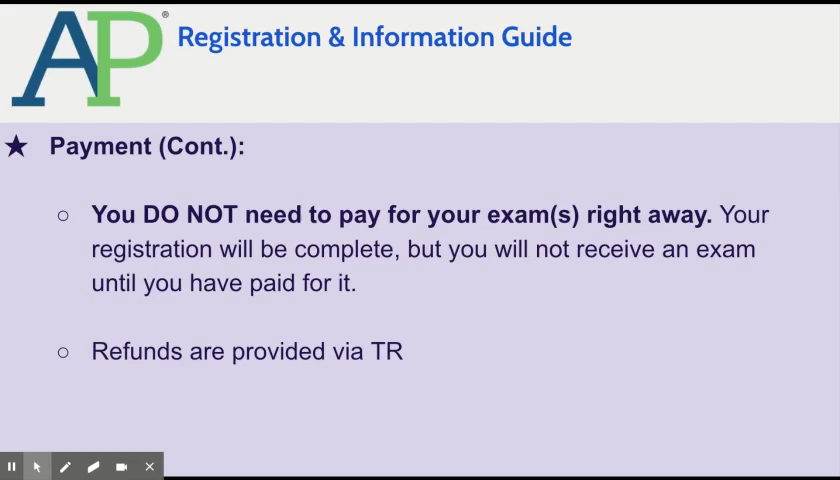 AP® Registration & Information Guide
★ Payment (Cont.):
○ You DO NOT need to pay for your exam(s) right away. Your
registration will be complete, but you will not receive an exam
until you have paid for it.
○ Refunds are provided via TR